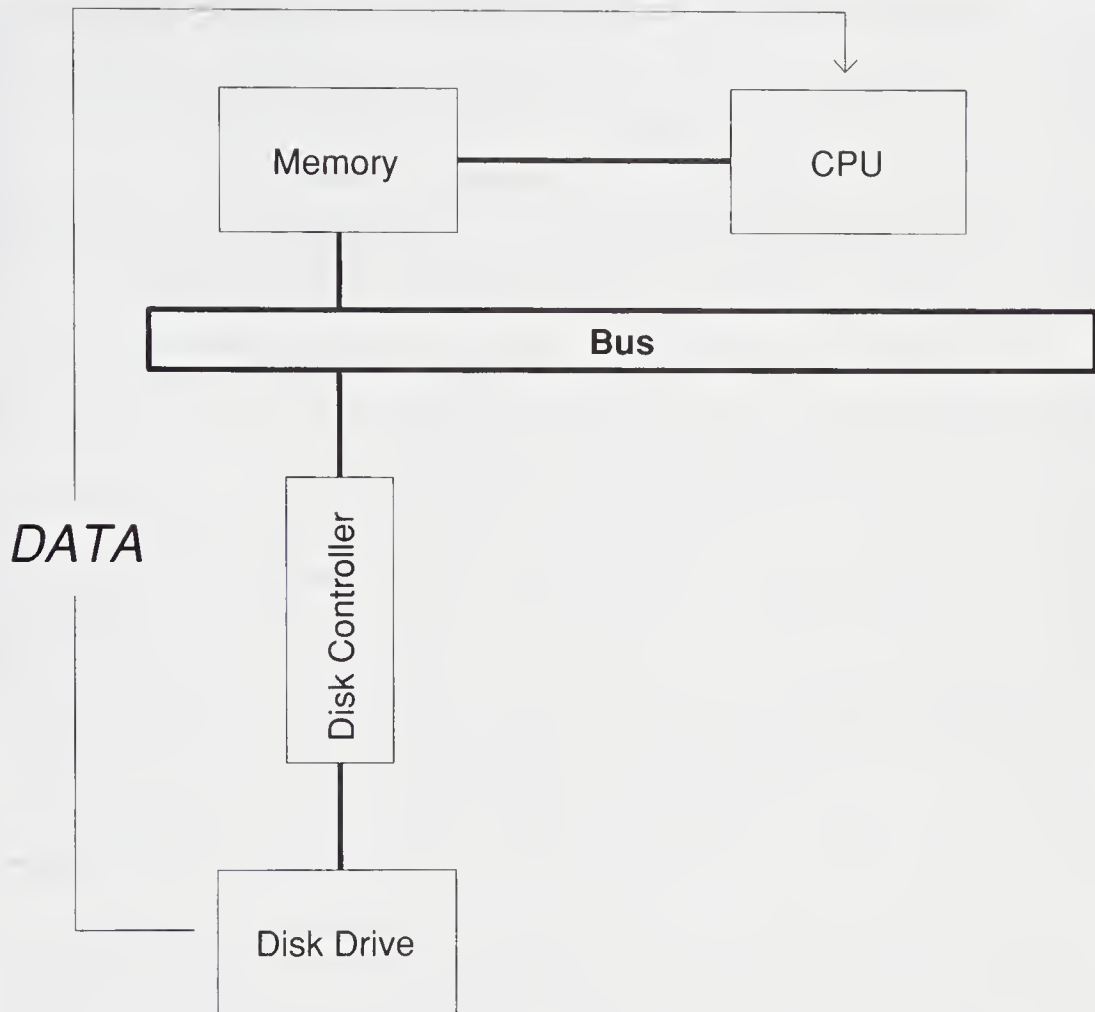 Memory
CPU
Bus
DATA
Disk Controller
Disk Drive